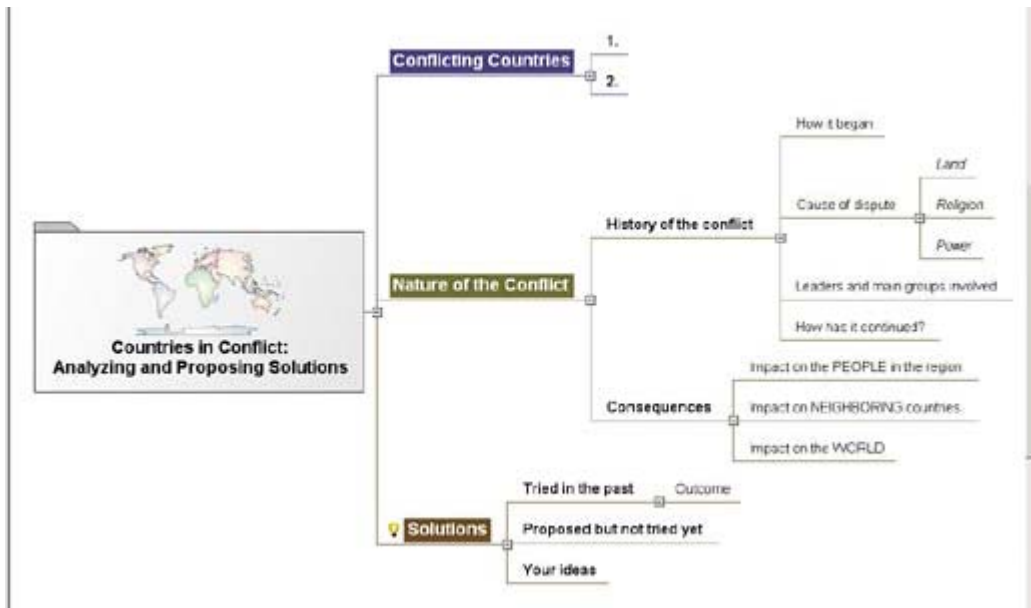 Countries in Conflict:
Analyzing and Proposing Solutions
Conflicting Countries
1.
2.
Nature of the Conflict
History of the conflict
How it began
Cause of dispute
Land
Religion
Power
Leaders and main groups involved
How has it continued?
Consequences
Impact on the PEOPLE in the region
Impact on NEIGHBORING countries
Impact on the WORLD
Solutions
Tried in the past
Outcome
Proposed but not tried yet
Your ideas